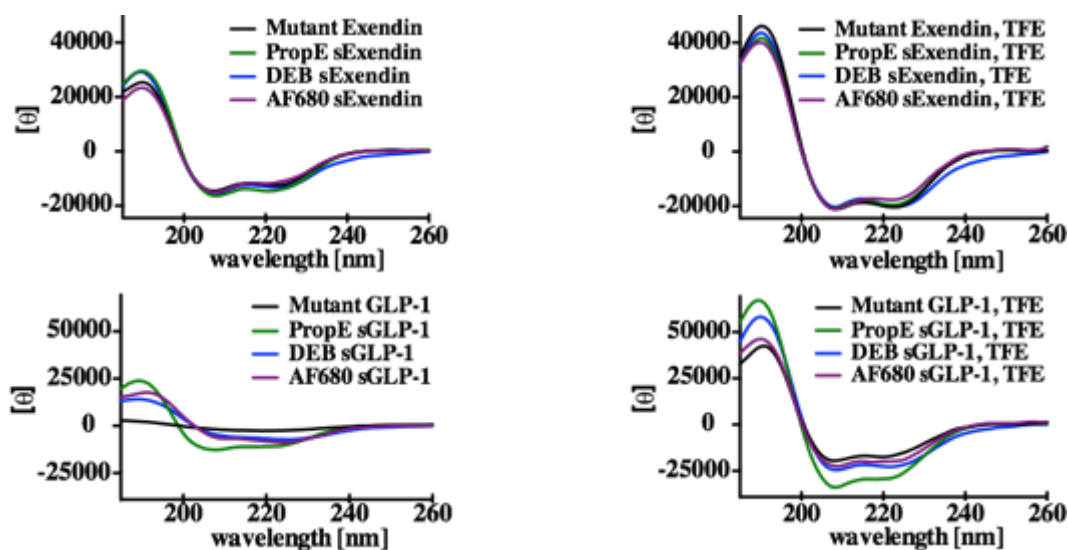 Mutant Exendin
PropE sExendin
DEB sExendin
AF680 sExendin
40000
20000
0
-20000
[θ]
200 220 240 260
wavelength [nm]
Mutant Exendin, TFE
PropE sExendin, TFE
DEB sExendin, TFE
AF680 sExendin, TFE
40000
20000
0
-20000
[θ]
200 220 240 260
wavelength [nm]
Mutant GLP-1
PropE sGLP-1
DEB sGLP-1
AF680 sGLP-1
50000
25000
0
-25000
[θ]
200 220 240 260
wavelength [nm]
Mutant GLP-1, TFE
PropE sGLP-1, TFE
DEB sGLP-1, TFE
AF680 sGLP-1, TFE
50000
25000
0
-25000
[θ]
200 220 240 260
wavelength [nm]